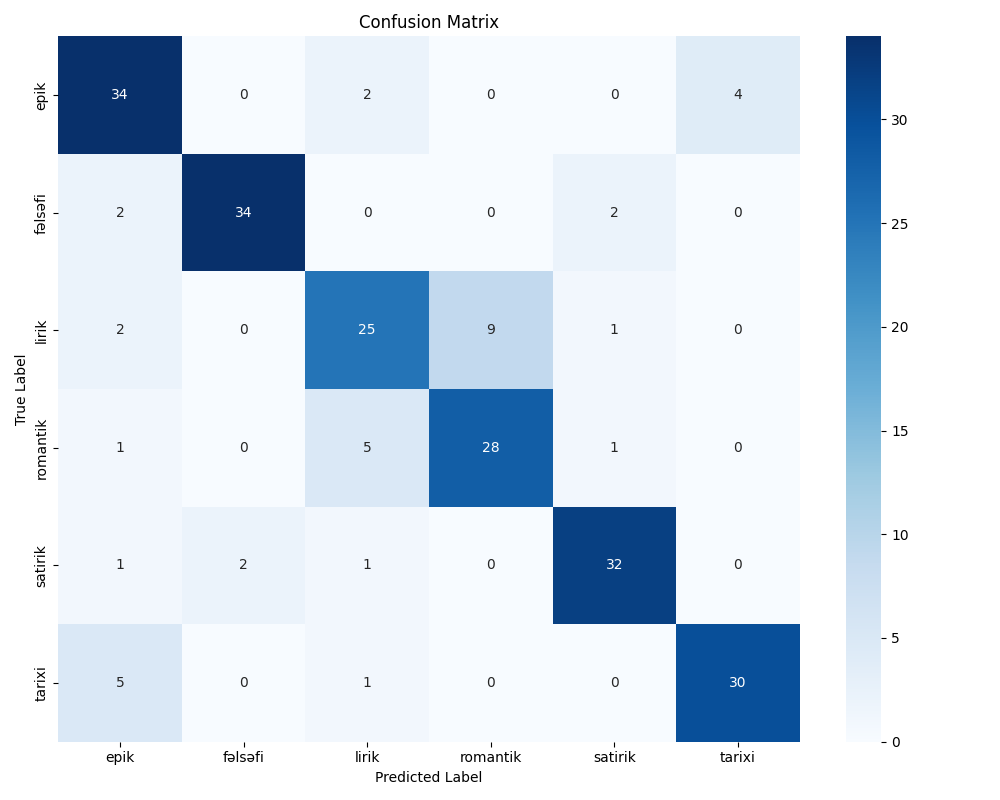 Confusion Matrix
True Label
epik 34 0 2 0 0 4
fəlsəfi 2 34 0 0 2 0
lirik 2 0 25 9 1 0
romantik 1 0 5 28 1 0
satirik 1 2 1 0 32 0
tarixi 5 0 1 0 0 30
epik fəlsəfi lirik romantik satirik tarixi
Predicted Label
30
25
20
15
10
5
0